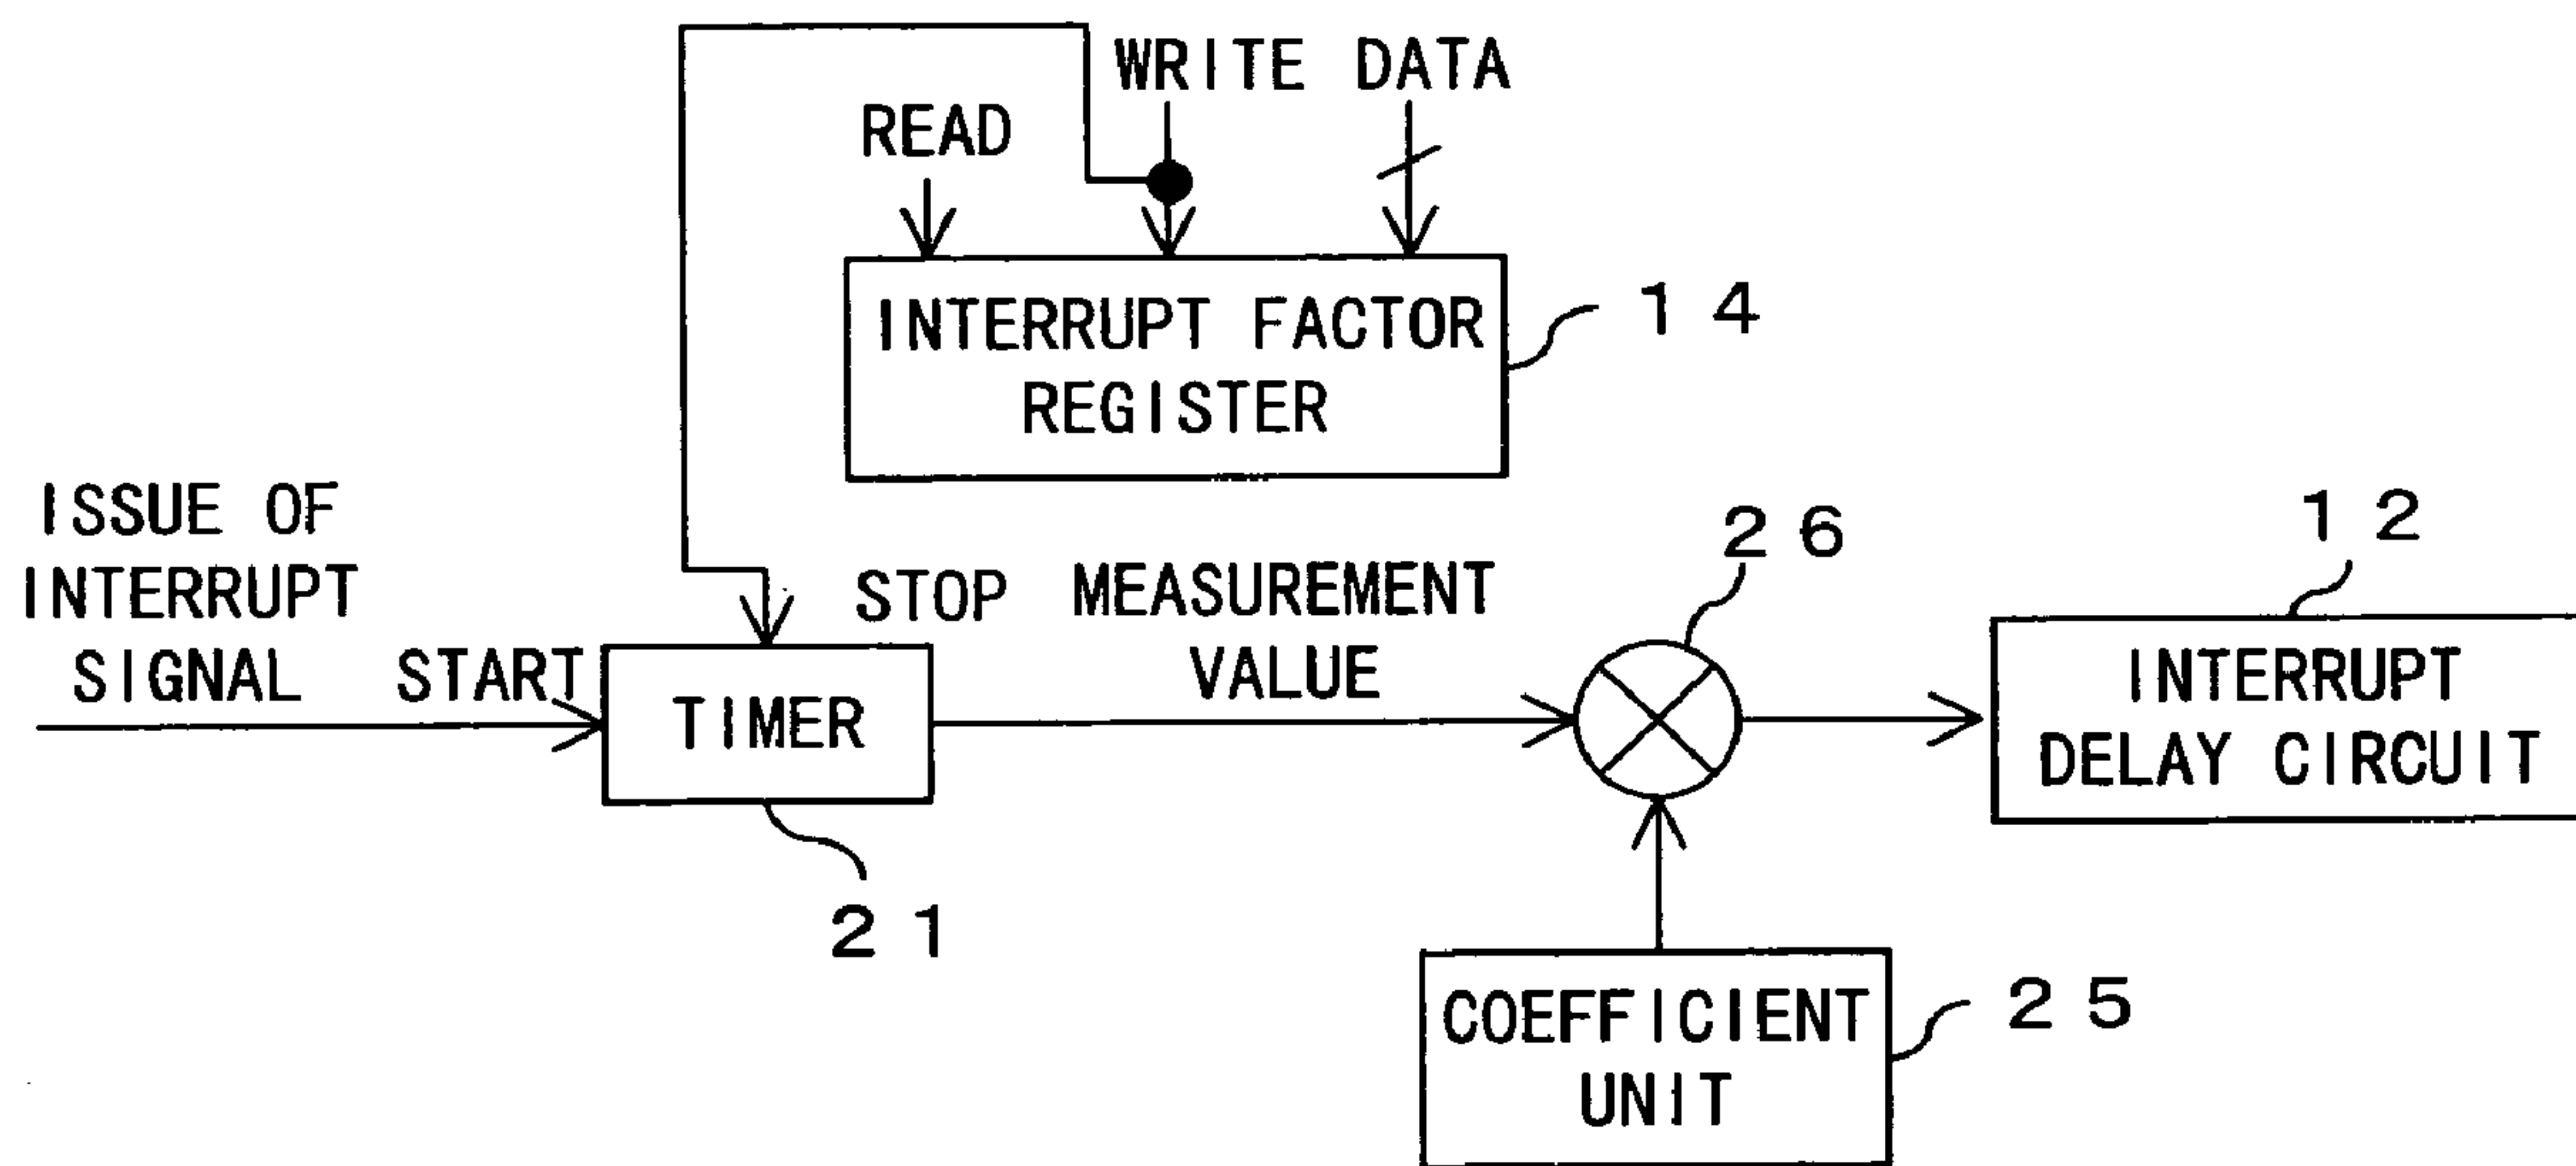 WRITE DATA
READ
INTERRUPT FACTOR
REGISTER
14
ISSUE OF
INTERRUPT
SIGNAL
START
STOP
MEASUREMENT
VALUE
TIMER
21
26
12
INTERRUPT
DELAY CIRCUIT
COEFFICIENT
UNIT
25